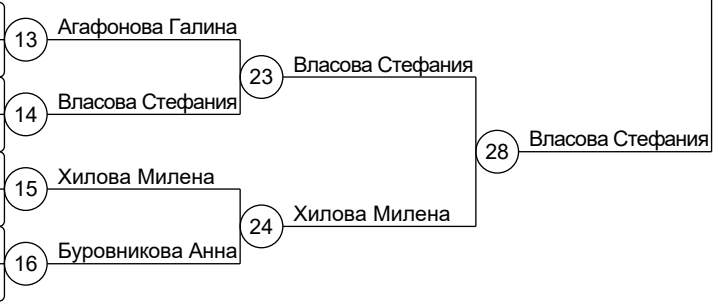 13
Агафонова Галина
23
Власова Стефания
14
Власова Стефания
28
Власова Стефания
15
Хилова Милена
24
Хилова Милена
16
Буровникова Анна